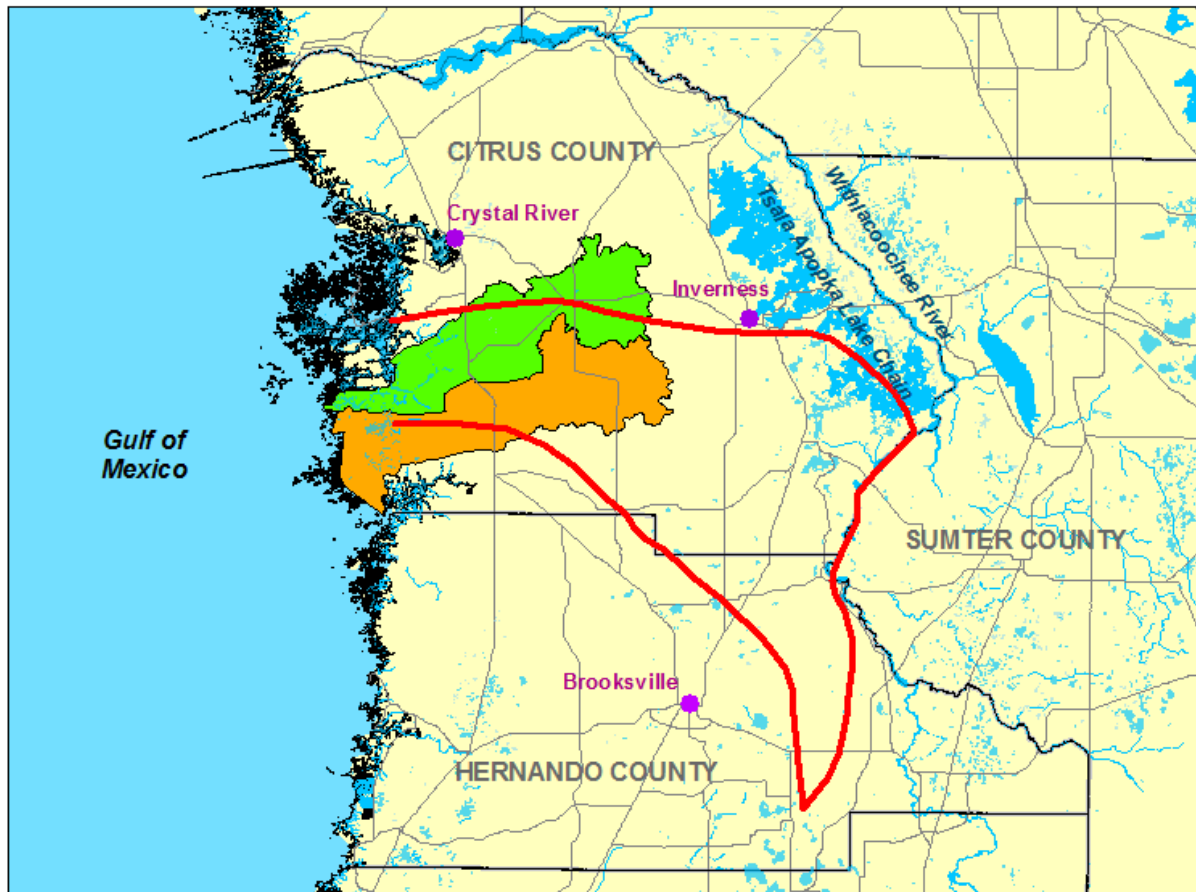 CITRUS COUNTY
Crystal River
Withlacoochee River
Tsala Apopka Lake Chain
Inverness
Gulf of
Mexico
SUMTER COUNTY
Brooksville
HERNANDO COUNTY